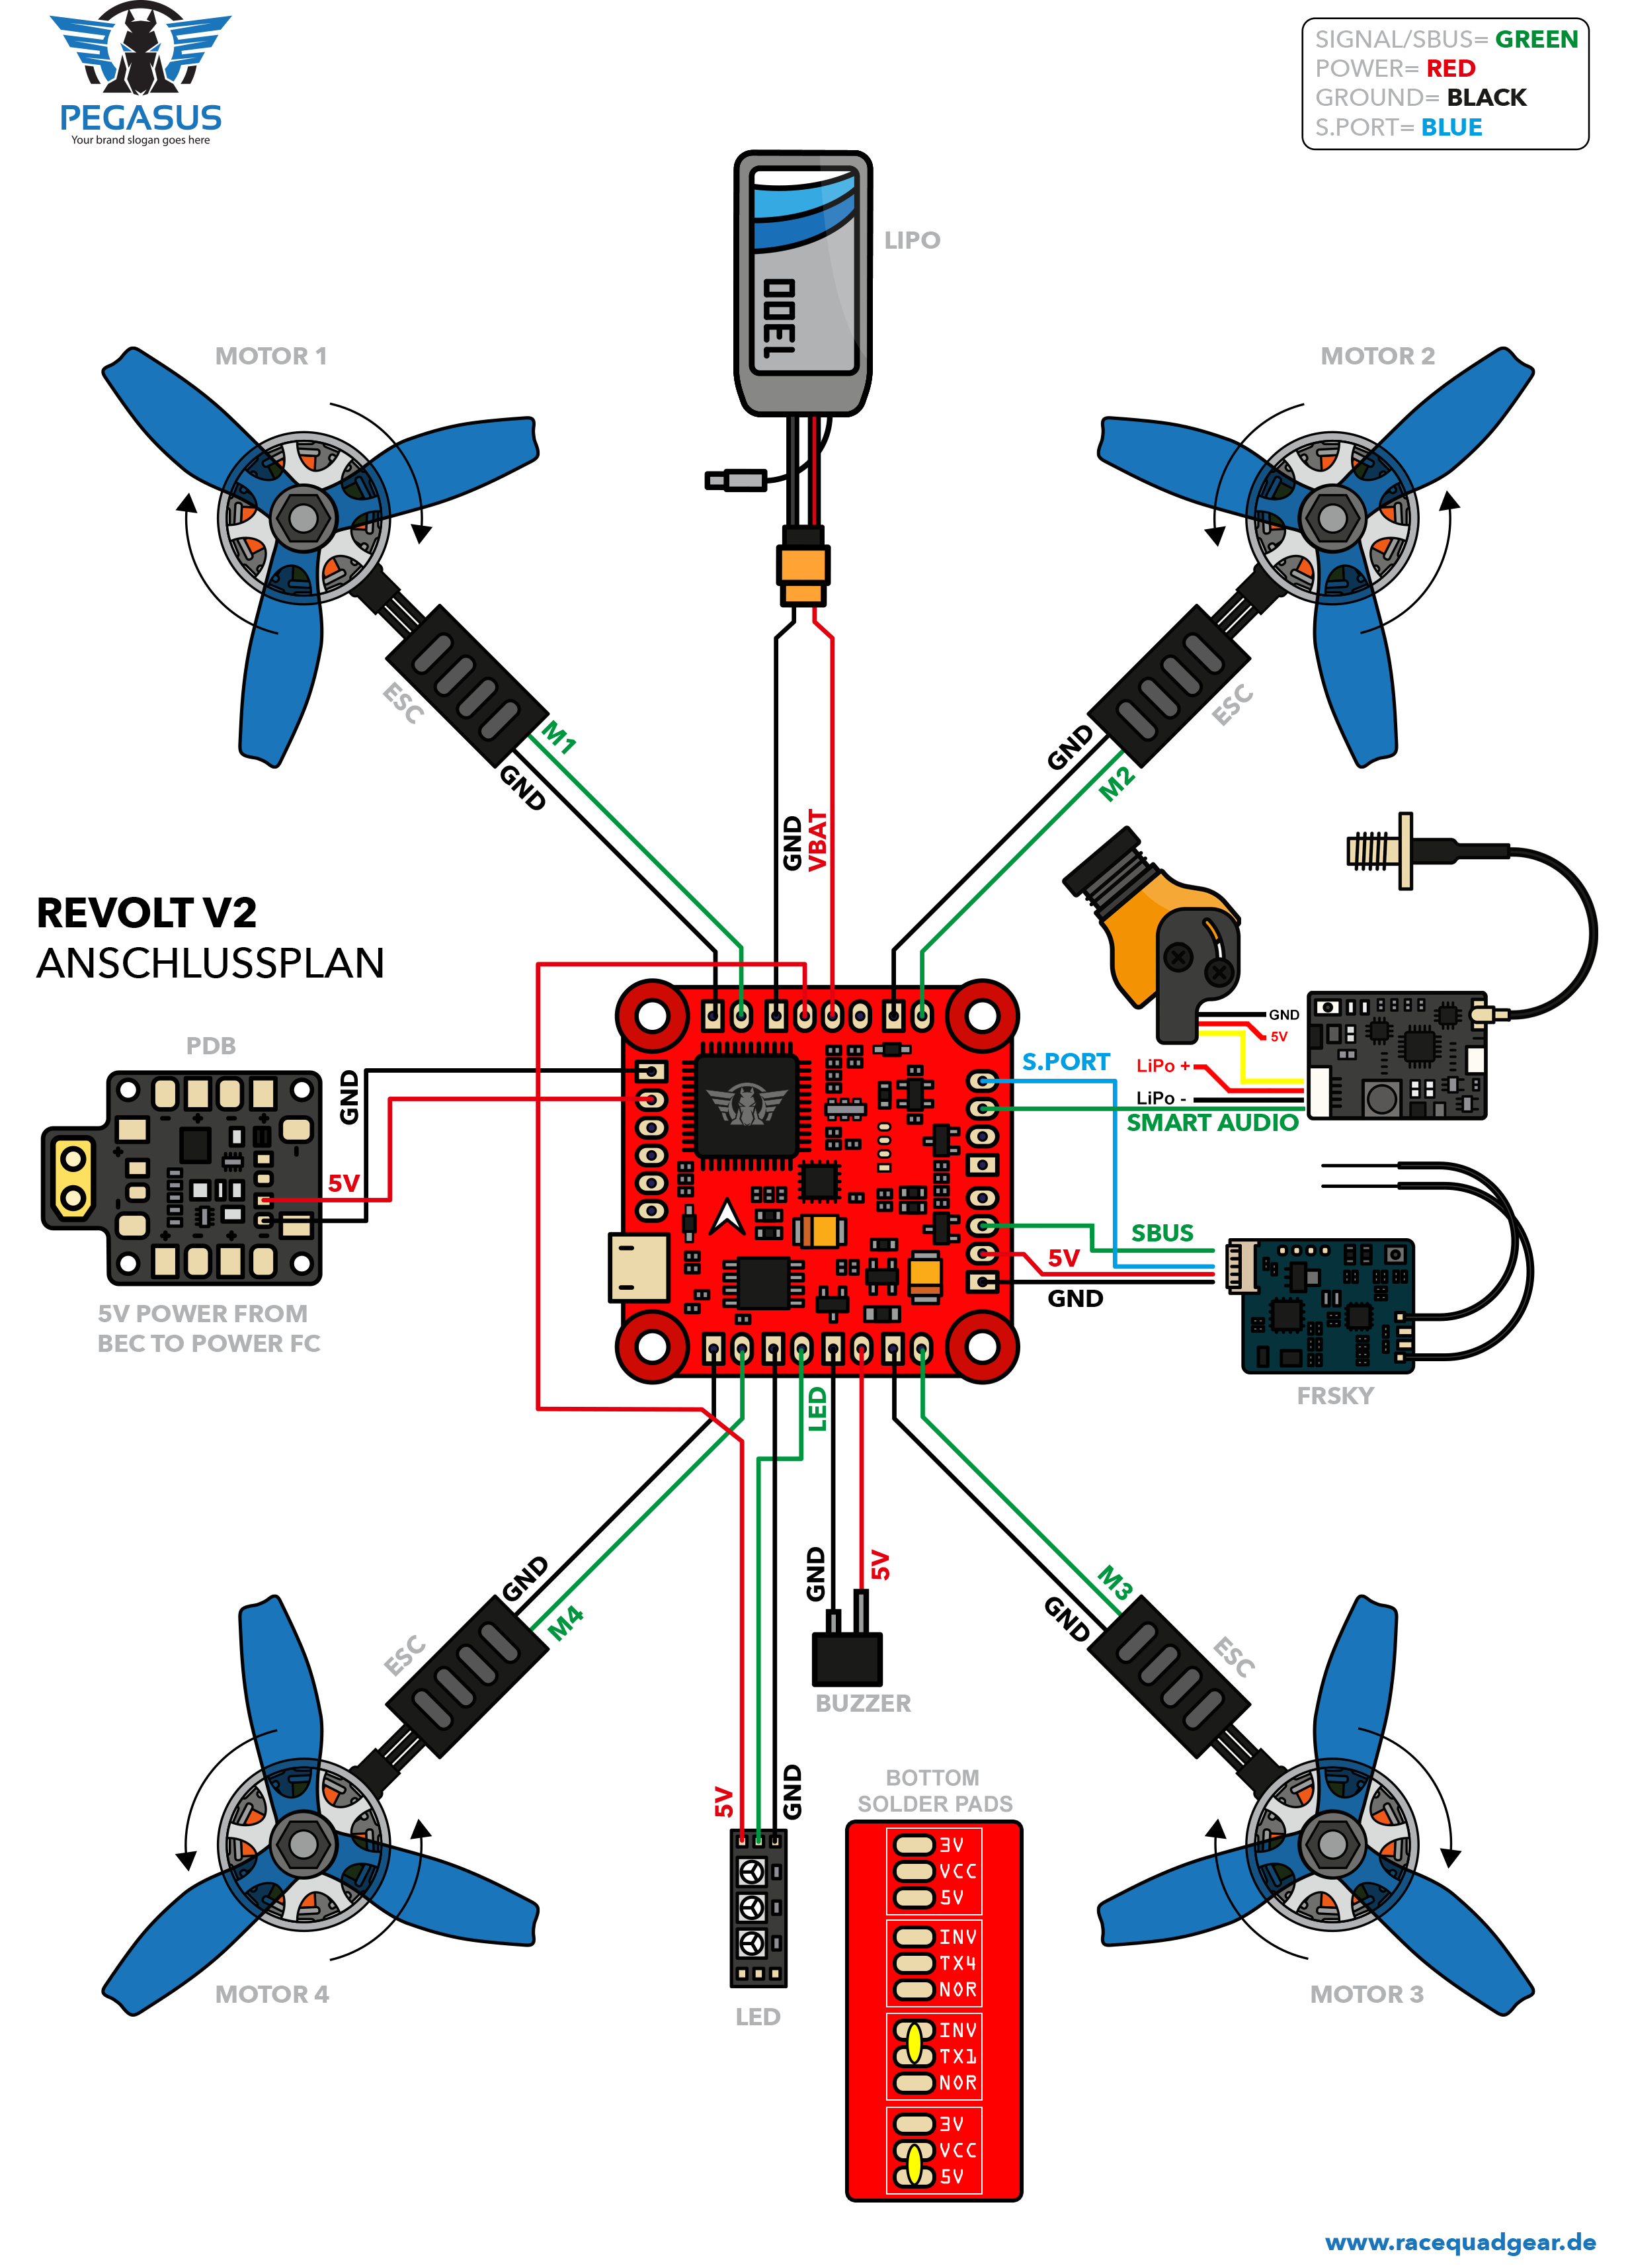 PEGASUS
Your brand slogan goes here
SIGNAL/SBUS= GREEN
POWER= RED
GROUND= BLACK
S.PORT= BLUE
LIPO
1300
MOTOR 1
MOTOR 2
ESC
M1
GND
GND
VBAT
GND
M2
ESC
REVOLT V2
ANSCHLUSSPLAN
GND
5V
LiPo +
LiPo -
S.PORT
SMART AUDIO
PDB
GND
5V
5V POWER FROM
BEC TO POWER FC
SBUS
5V
GND
FRSKY
LED
GND
M4
ESC
GND
5V
BUZZER
M3
GND
ESC
5V
GND
LED
MOTOR 4
MOTOR 3
BOTTOM
SOLDER PADS
3V
VCC
5V
INV
TX4
NOR
INV
TX1
NOR
3V
VCC
5V
www.racequadgear.de